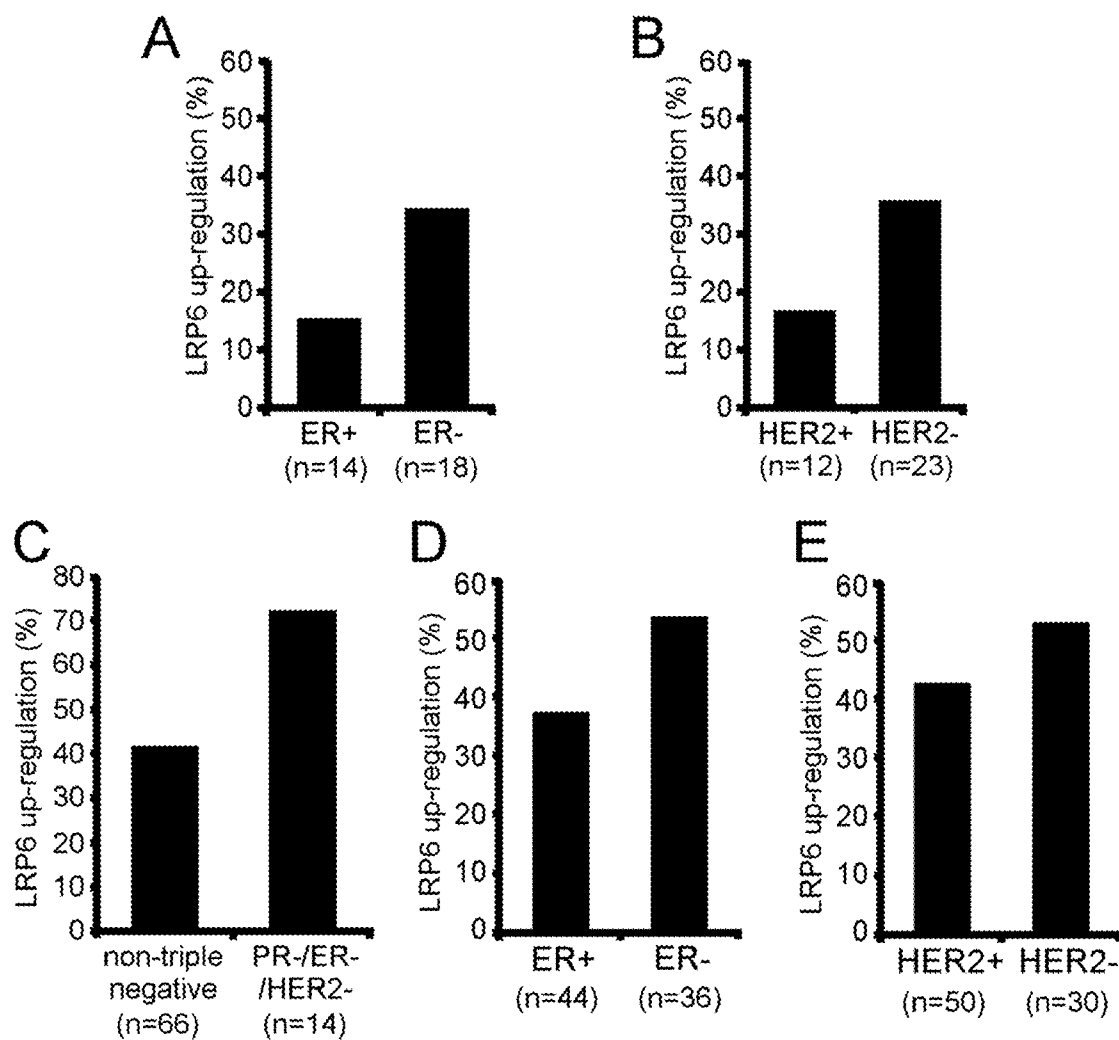 A
LRP6 up-regulation (%)
60
50
40
30
20
10
0
ER+ ER-
(n=14) (n=18)
B
LRP6 up-regulation (%)
60
50
40
30
20
10
0
HER2+ HER2-
(n=12) (n=23)
C
LRP6 up-regulation (%)
80
70
60
50
40
30
20
10
0
non-triple PR-/ER-
negative /HER2-
(n=66) (n=14)
D
LRP6 up-regulation (%)
60
50
40
30
20
10
0
ER+ ER-
(n=44) (n=36)
E
LRP6 up-regulation (%)
60
50
40
30
20
10
0
HER2+ HER2-
(n=50) (n=30)